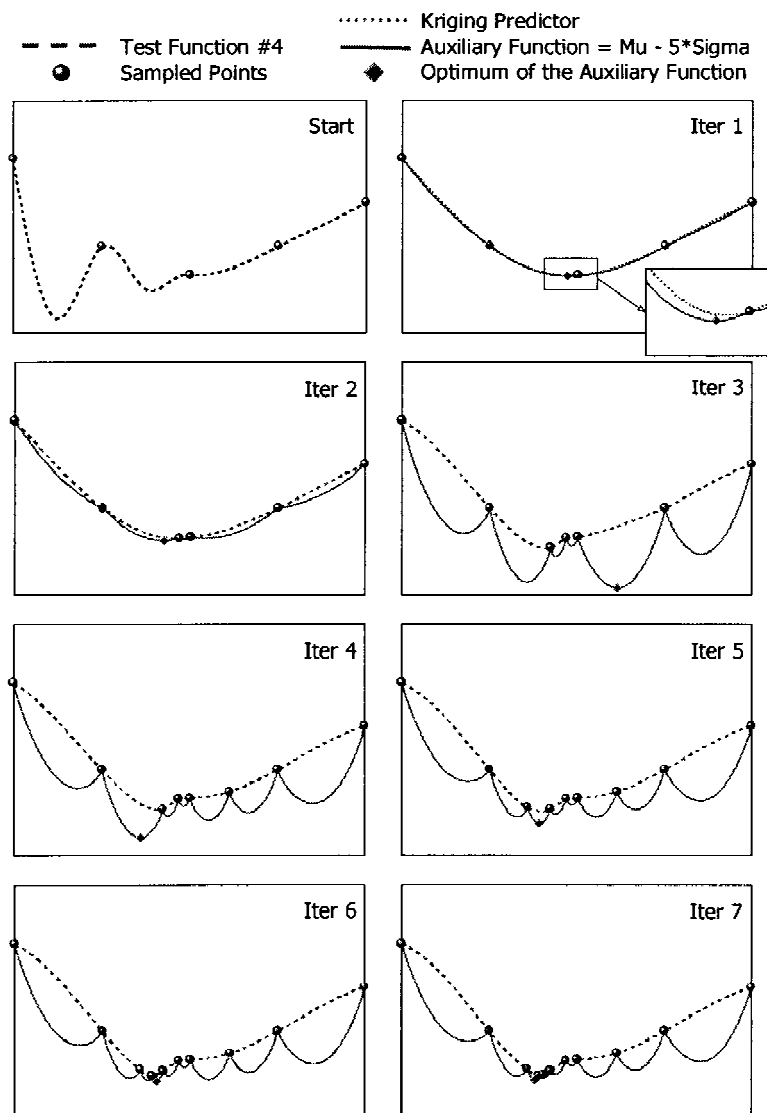 Kriging Predictor
Test Function #4
Auxiliary Function = Mu - 5*Sigma
Sampled Points
Optimum of the Auxiliary Function
Start
Iter 1
Iter 2
Iter 3
Iter 4
Iter 5
Iter 6
Iter 7